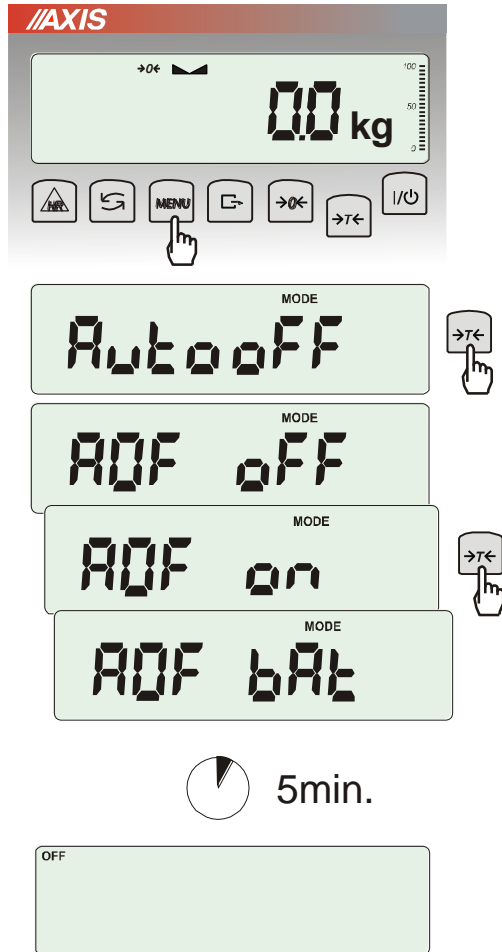 //AXIS
→0← 100
50
0.0 kg
0
HR MENU →0← →T← I/⏻
MODE
Autooff →T←
MODE
AOF oFF
MODE
AOF on →T←
MODE
AOF bAt
5min.
OFF